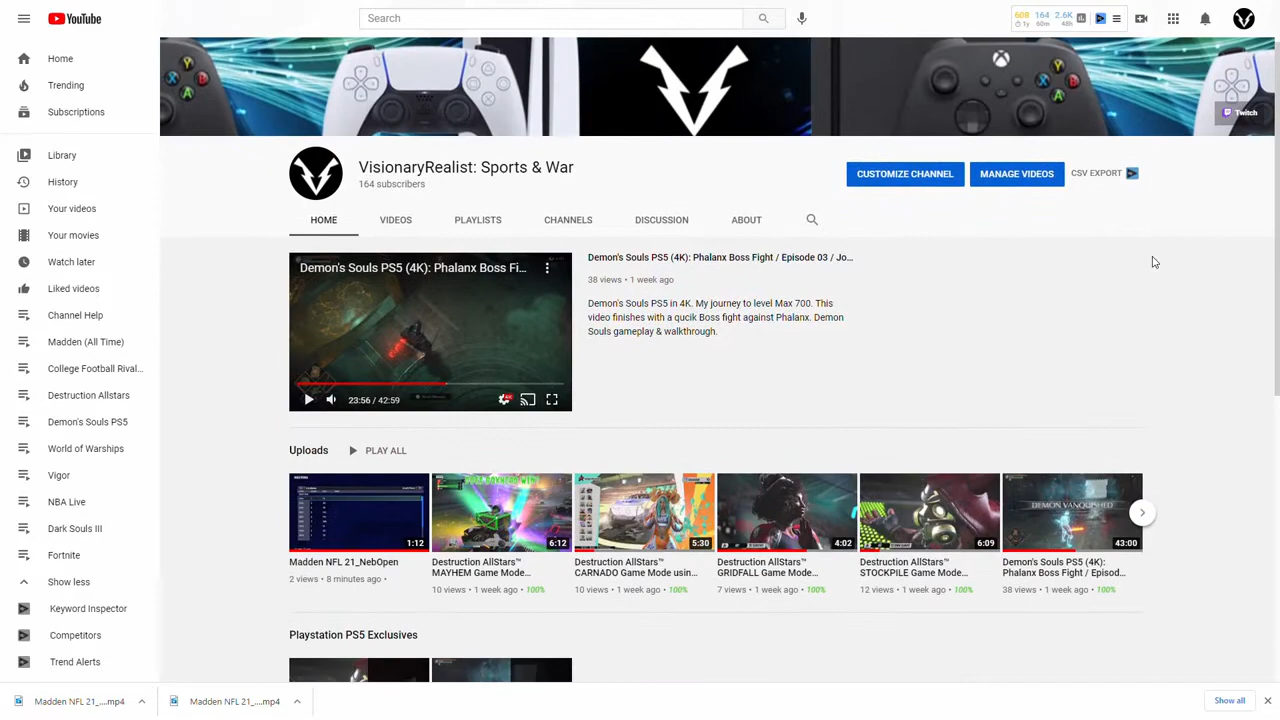 YouTube
Search
608 164 2.6K
1y 60m 48h
Home
Trending
Subscriptions
Library
History
Your videos
Your movies
Watch later
Liked videos
Channel Help
Madden (All Time)
College Football Rival...
Destruction Allstars
Demon's Souls PS5
World of Warships
Vigor
NBA Live
Dark Souls III
Fortnite
Show less
Keyword Inspector
Competitors
Trend Alerts
Twitch
VisionaryRealist: Sports & War
164 subscribers
CUSTOMIZE CHANNEL
MANAGE VIDEOS
CSV EXPORT
HOME VIDEOS PLAYLISTS CHANNELS DISCUSSION ABOUT
Demon's Souls PS5 (4K): Phalanx Boss Fi...
23:56 / 42:59
Demon's Souls PS5 (4K): Phalanx Boss Fight / Episode 03 / Jo...
38 views • 1 week ago
Demon's Souls PS5 in 4K. My journey to level Max 700. This
video finishes with a qucik Boss fight against Phalanx. Demon
Souls gameplay & walkthrough.
Uploads PLAY ALL
1:12
Madden NFL 21_NebOpen
2 views • 8 minutes ago •
6:12
Destruction AllStars™
MAYHEM Game Mode...
10 views • 1 week ago • 100%
5:30
Destruction AllStars™
CARNADO Game Mode usin...
10 views • 1 week ago • 100%
4:02
Destruction AllStars™
GRIDFALL Game Mode...
7 views • 1 week ago • 100%
6:09
Destruction AllStars™
STOCKPILE Game Mode...
12 views • 1 week ago • 100%
DEMON VANQUISHED
43:00
Demon's Souls PS5 (4K):
Phalanx Boss Fight / Episod...
38 views • 1 week ago • 100%
Playstation PS5 Exclusives
Madden NFL 21_....mp4
Madden NFL 21_....mp4
Show all